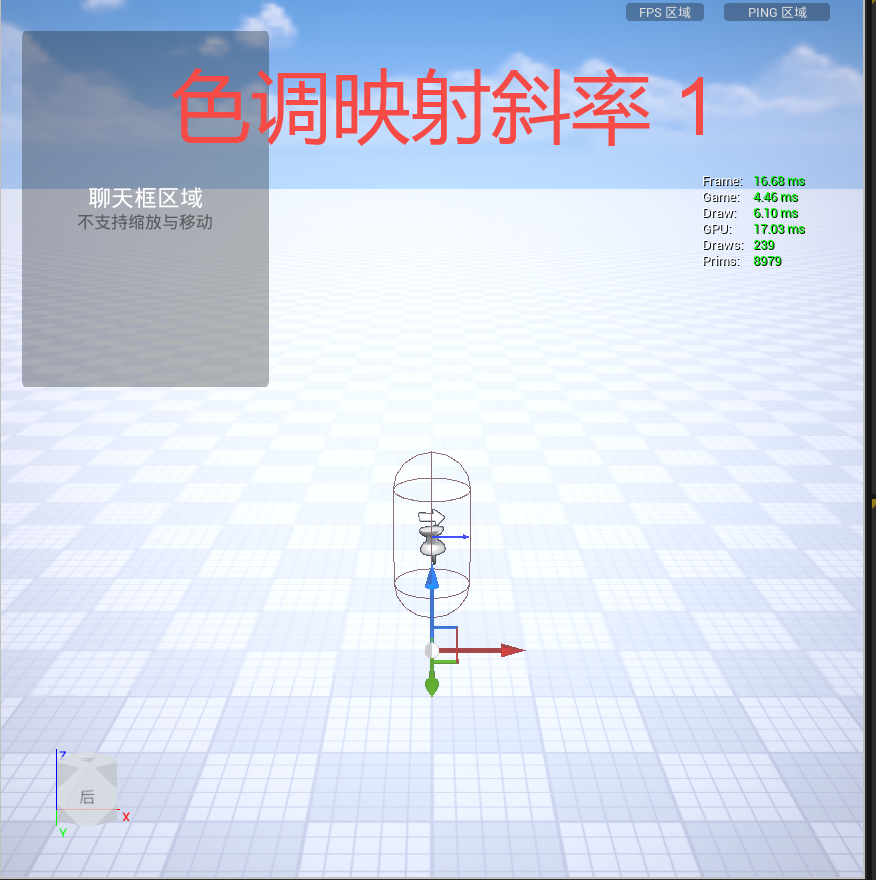 FPS 区域
PING 区域
色调映射斜率 1
聊天框区域
不支持缩放与移动
Frame: 16.68 ms
Game: 4.46 ms
Draw: 6.10 ms
GPU: 17.03 ms
Draws: 239
Prims: 8979
Z
后
X
Y